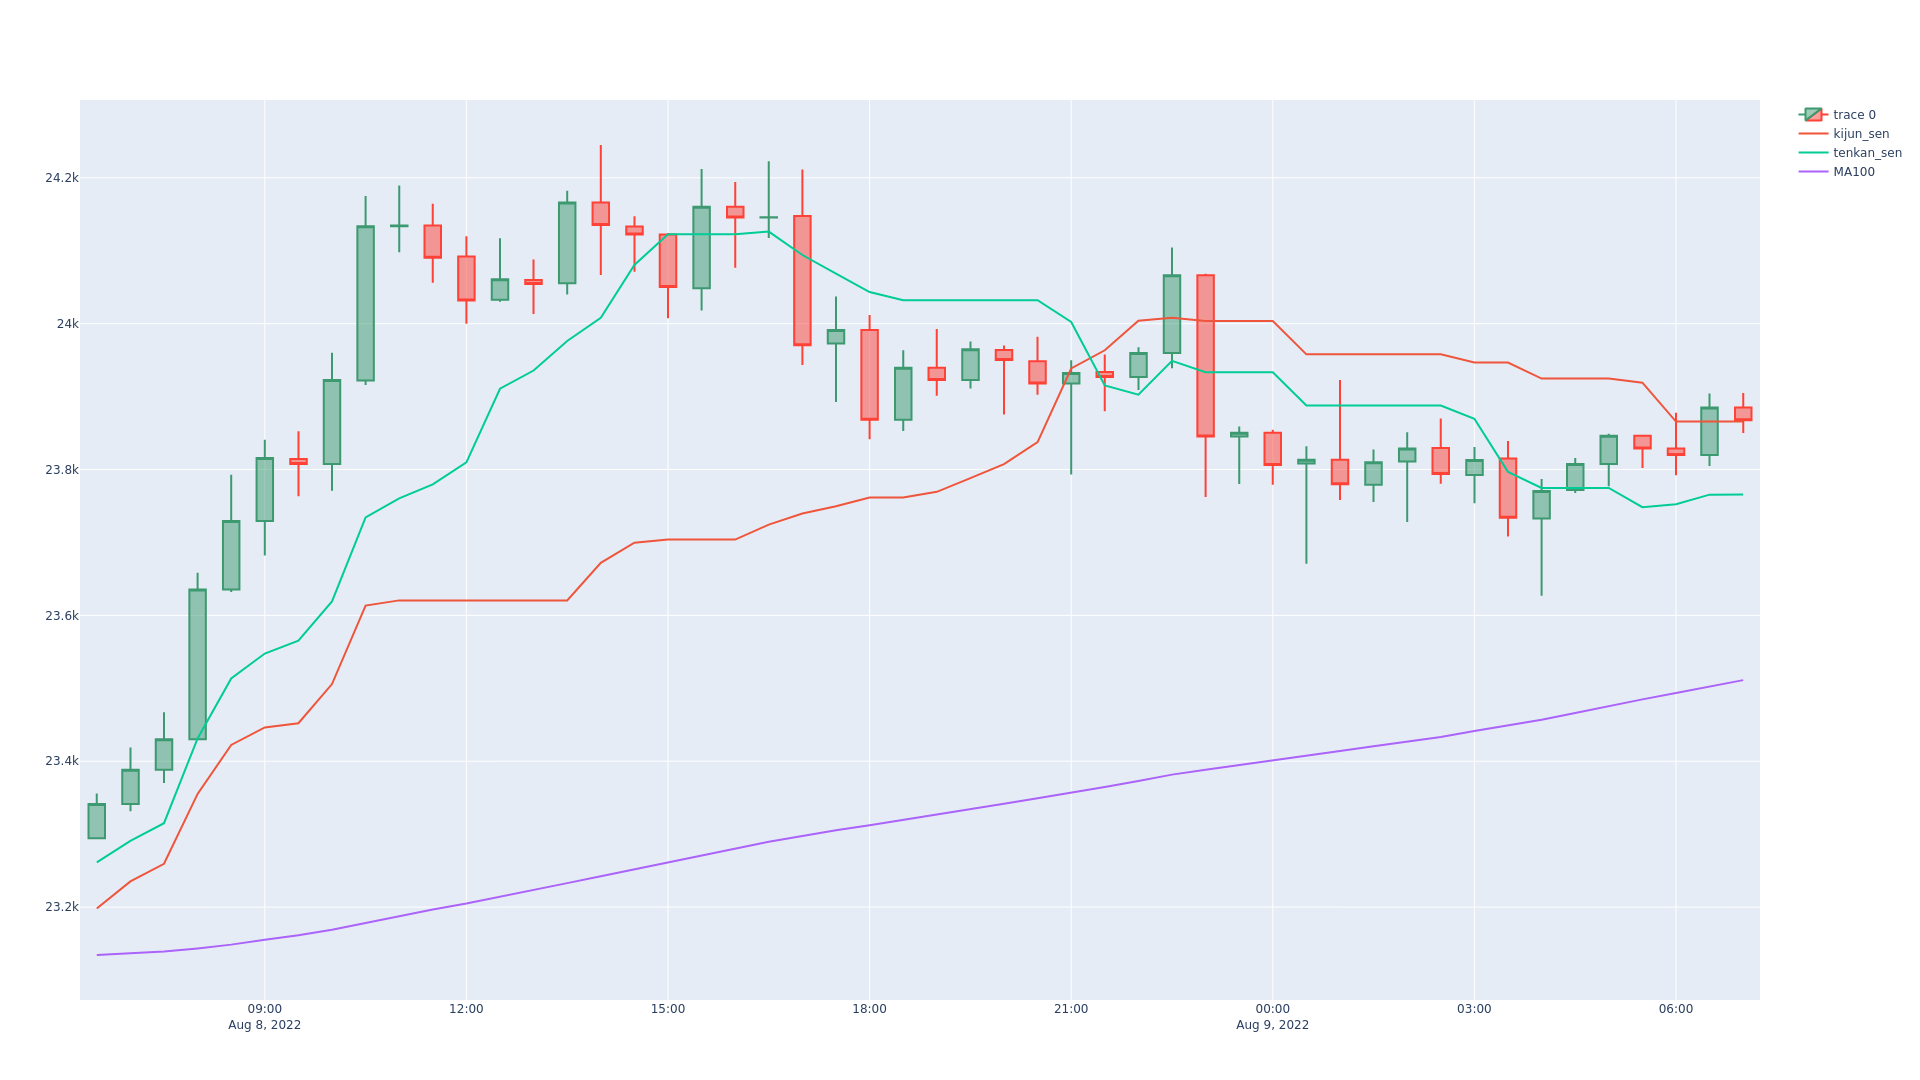 trace 0
kijun_sen
tenkan_sen
MA100
24.2k
24k
23.8k
23.6k
23.4k
23.2k
09:00 12:00 15:00 18:00 21:00 00:00 03:00 06:00
Aug 8, 2022 Aug 9, 2022